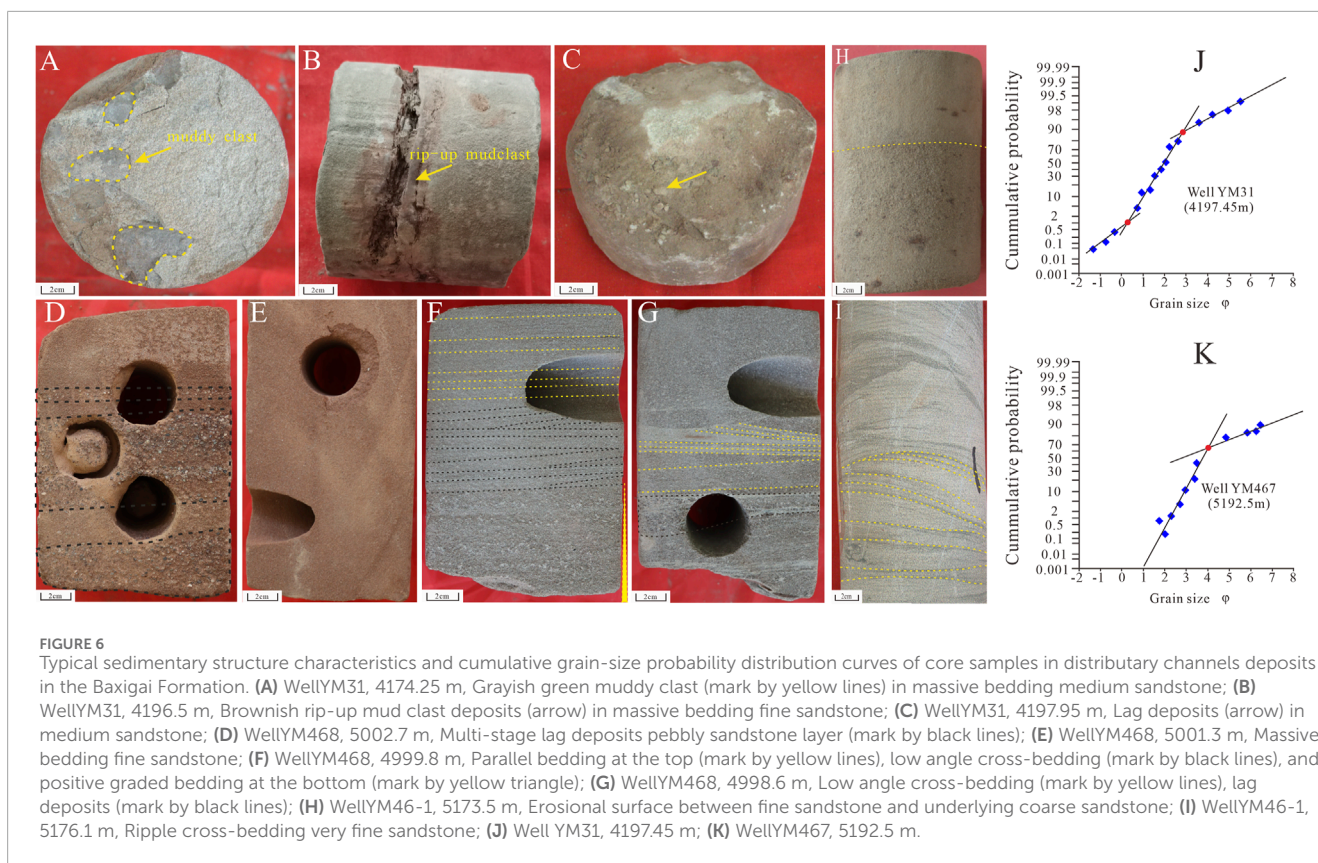 A
B
C
H
muddy clast
rip-up mudclast
2cm
2cm
2cm
2cm
D
E
F
G
I
2cm
2cm
2cm
2cm
2cm
J
Cummulative probability
99.99
99.9
99.5
98
90
70
50
30
10
2
0.5
0.1
0.01
0.001
Well YM31
(4197.45m)
-2 -1 0 1 2 3 4 5 6 7 8
Grain size φ
K
Cummulative probability
99.99
99.9
99.5
98
90
70
50
30
10
2
0.5
0.1
0.01
0.001
Well YM467
(5192.5m)
-2 -1 0 1 2 3 4 5 6 7 8
Grain size φ
FIGURE 6
Typical sedimentary structure characteristics and cumulative grain-size probability distribution curves of core samples in distributary channels deposits
in the Baxigai Formation. (A) WellYM31, 4174.25 m, Grayish green muddy clast (mark by yellow lines) in massive bedding medium sandstone; (B)
WellYM31, 4196.5 m, Brownish rip-up mud clast deposits (arrow) in massive bedding fine sandstone; (C) WellYM31, 4197.95 m, Lag deposits (arrow) in
medium sandstone; (D) WellYM468, 5002.7 m, Multi-stage lag deposits pebbly sandstone layer (mark by black lines); (E) WellYM468, 5001.3 m, Massive
bedding fine sandstone; (F) WellYM468, 4999.8 m, Parallel bedding at the top (mark by yellow lines), low angle cross-bedding (mark by black lines), and
positive graded bedding at the bottom (mark by yellow triangle); (G) WellYM468, 4998.6 m, Low angle cross-bedding (mark by yellow lines), lag
deposits (mark by black lines); (H) WellYM46-1, 5173.5 m, Erosional surface between fine sandstone and underlying coarse sandstone; (I) WellYM46-1,
5176.1 m, Ripple cross-bedding very fine sandstone; (J) Well YM31, 4197.45 m; (K) WellYM467, 5192.5 m.